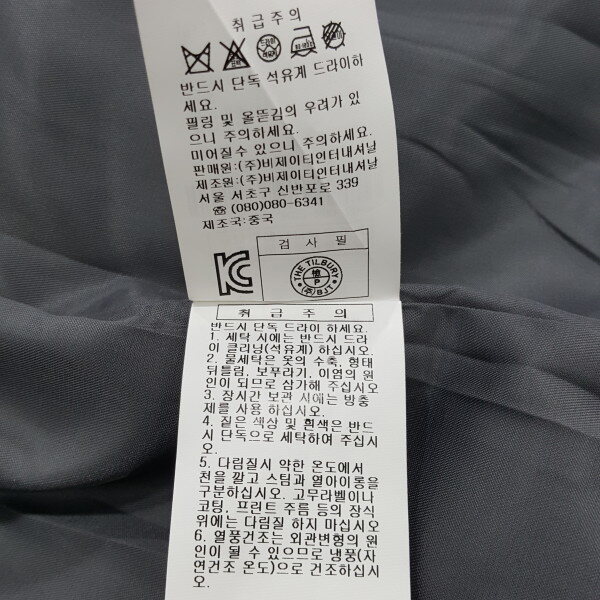 취급주의
드라이
반드시 단독 석유계 드라이하
세요.
필링 및 올뜯김의 우려가 있
으니 주의하세요.
미어질수 있으니 주의하세요.
판매원:(주)비제이티인터내셔날
제조원:(주)비제이티인터내셔날
서울 서초구 신반포로 339
☎ (080)080-6341
제조국:중국
검 사 필
THE TILBURY
P
(주)BJT
취 급 주 의
반드시 단독 드라이 하세요.
1. 세탁 시에는 반드시 드라
이 클리닝(석유계) 하십시오.
2. 물세탁은 옷의 수축, 형태
뒤틀림, 보푸라기, 이염의 원
인이 되므로 삼가해 주십시오
3. 장시간 보관 시에는 방충
제를 사용 하십시오.
4. 짙은 색상 및 흰색은 반드
시 단독으로 세탁하여 주십시
오.
5. 다림질시 약한 온도에서
천을 깔고 스팀과 열아이롱을
구분하십시오. 고무라벨이나
코팅, 프린트 주름 등의 장식
위에는 다림질 하지 마십시오
6. 열풍건조는 외관변형의 원
인이 될 수 있으므로 냉풍(자
연건조 온도)으로 건조하십시
오.